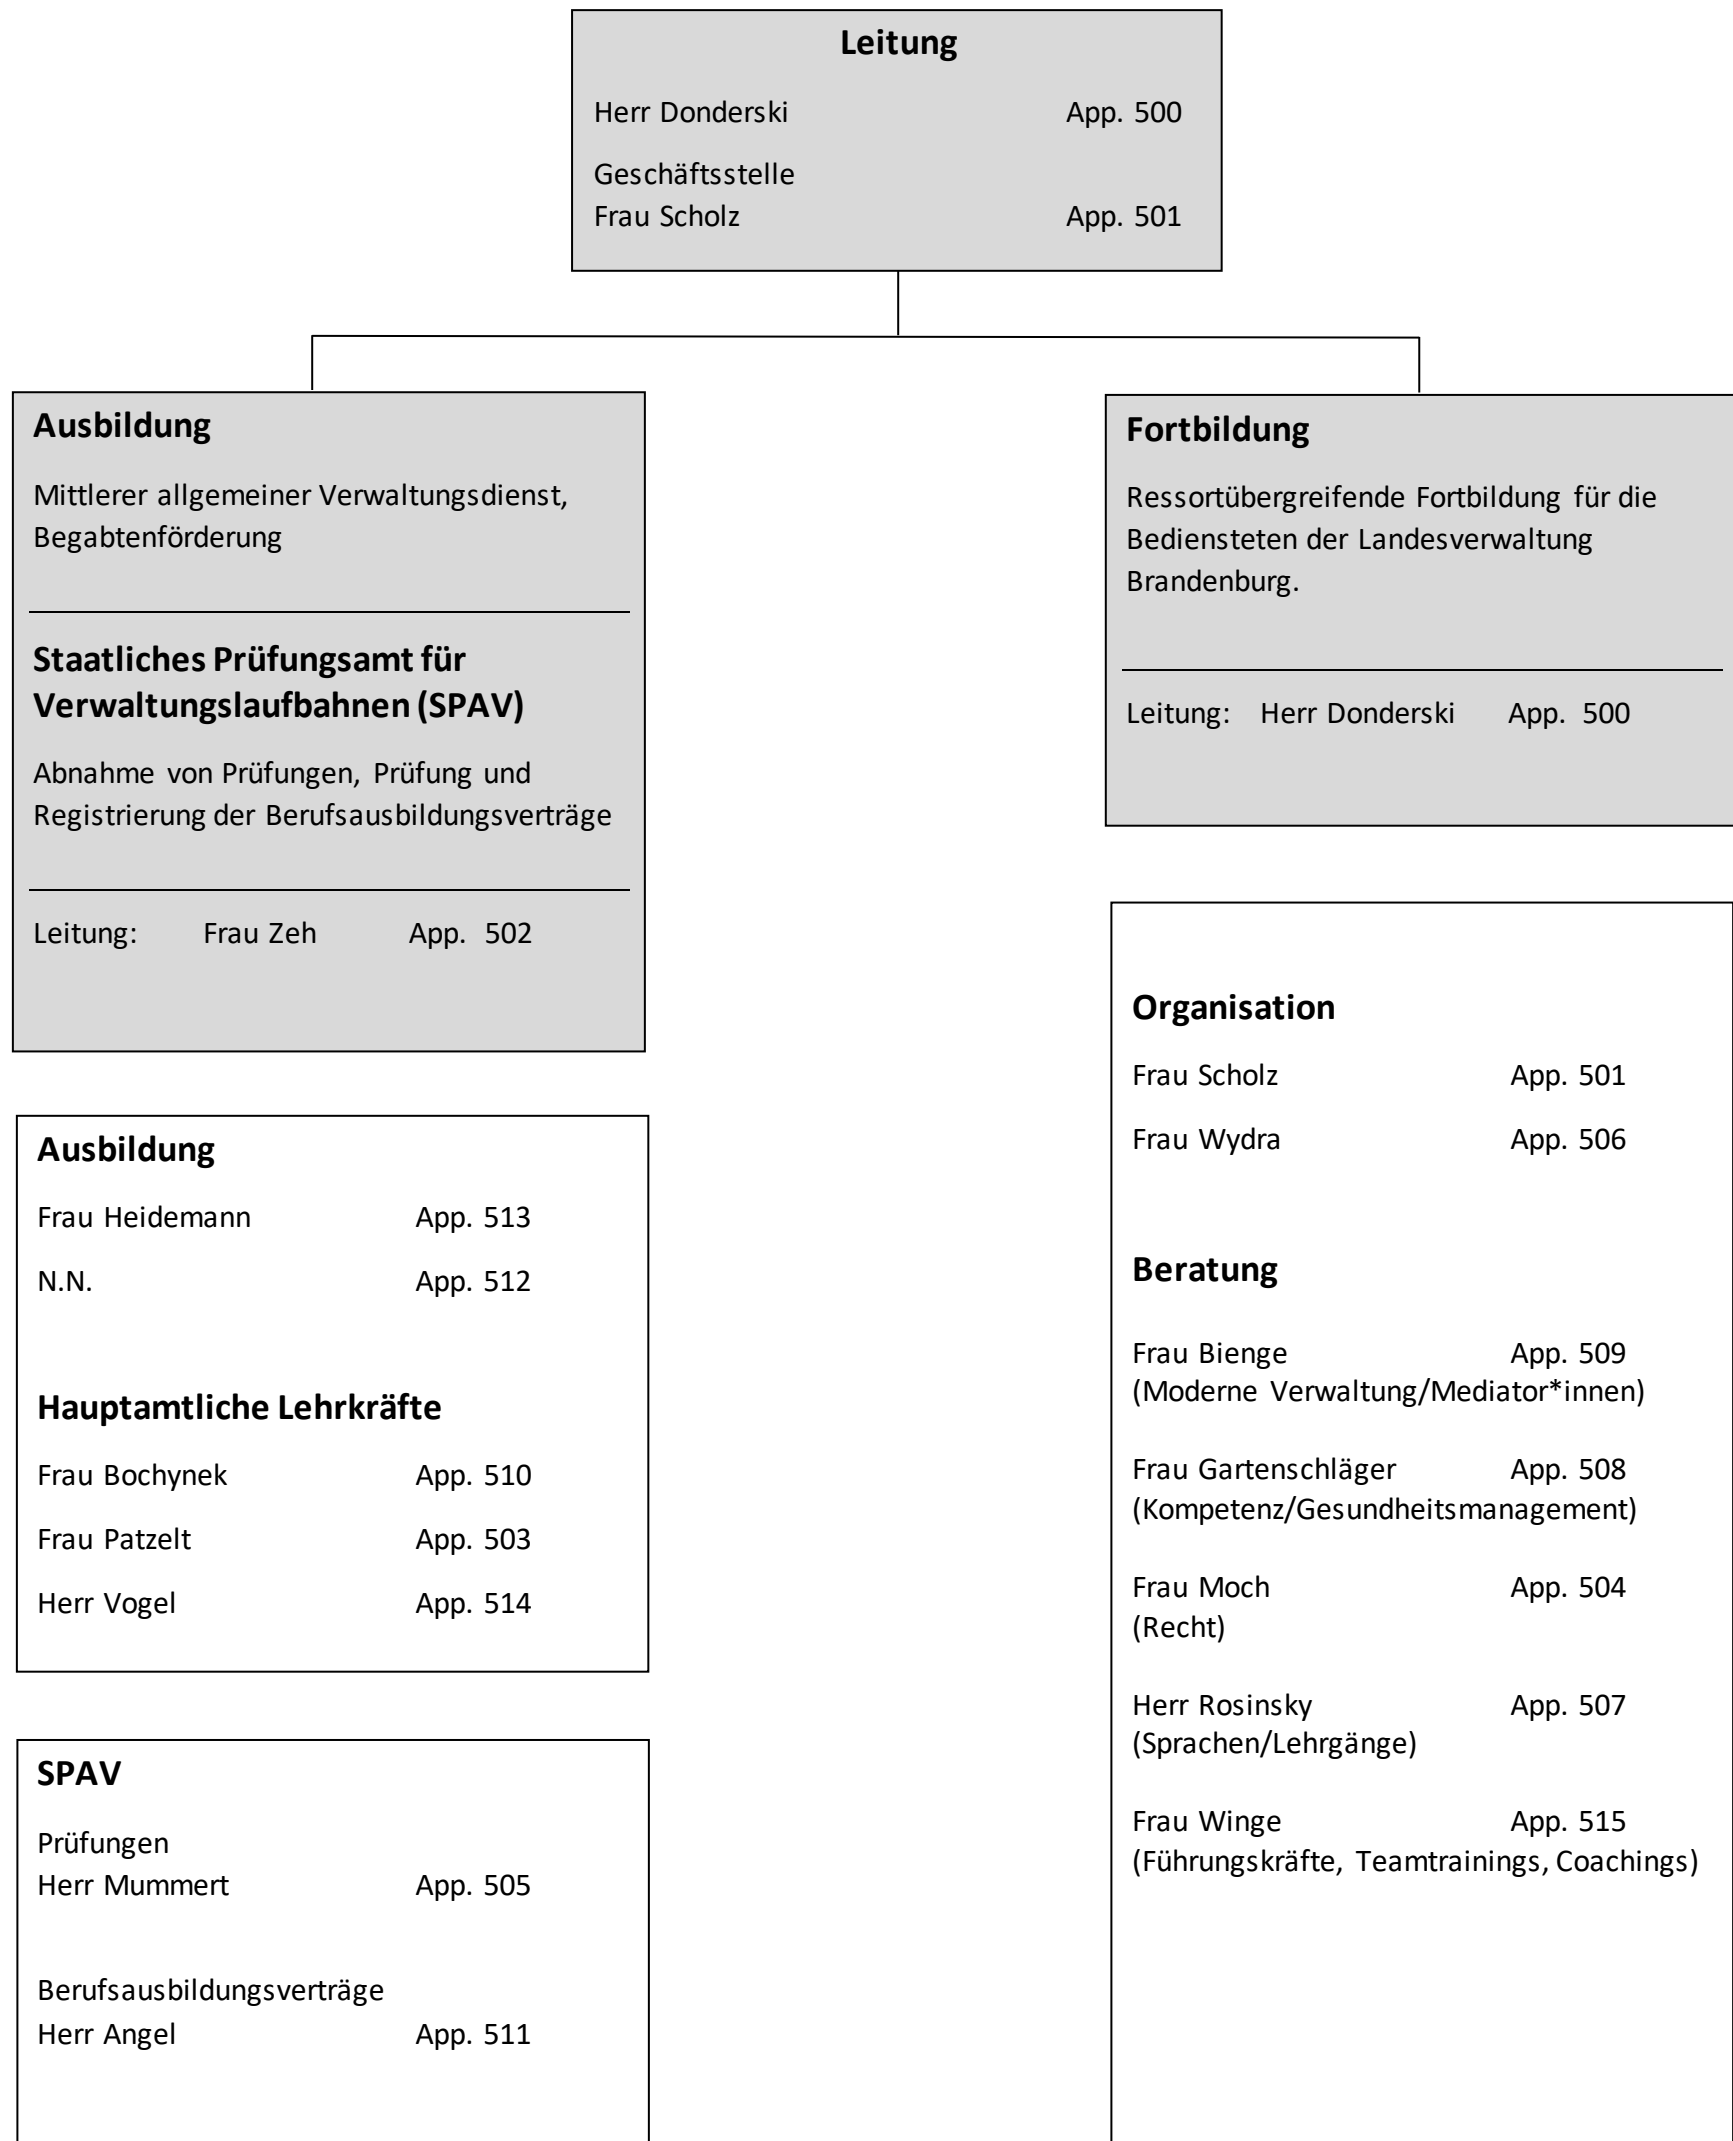 Leitung
Herr Donderski App. 500
Geschäftsstelle
Frau Scholz App. 501
Ausbildung
Mittlerer allgemeiner Verwaltungsdienst,
Begabtenförderung
Staatliches Prüfungsamt für
Verwaltungslaufbahnen (SPAV)
Abnahme von Prüfungen, Prüfung und
Registrierung der Berufsausbildungsverträge
Leitung: Frau Zeh App. 502
Ausbildung
Frau Heidemann App. 513
N.N. App. 512
Hauptamtliche Lehrkräfte
Frau Bochynek App. 510
Frau Patzelt App. 503
Herr Vogel App. 514
SPAV
Prüfungen
Herr Mummert App. 505
Berufsausbildungsverträge
Herr Angel App. 511
Fortbildung
Ressortübergreifende Fortbildung für die
Bediensteten der Landesverwaltung
Brandenburg.
Leitung: Herr Donderski App. 500
Organisation
Frau Scholz App. 501
Frau Wydra App. 506
Beratung
Frau Bienge App. 509
(Moderne Verwaltung/Mediator*innen)
Frau Gartenschläger App. 508
(Kompetenz/Gesundheitsmanagement)
Frau Moch App. 504
(Recht)
Herr Rosinsky App. 507
(Sprachen/Lehrgänge)
Frau Winge App. 515
(Führungskräfte, Teamtrainings, Coachings)